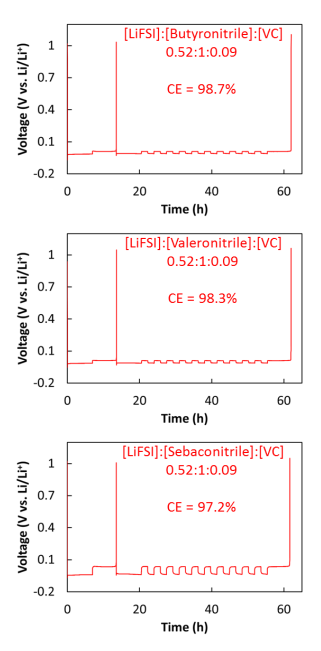 [LiFSI]:[Butyronitrile]:[VC]
0.52:1:0.09
CE = 98.7%
Voltage (V vs. Li/Li⁺)
1
0.7
0.4
0.1
-0.2
0 20 40 60
Time (h)
[LiFSI]:[Valeronitrile]:[VC]
0.52:1:0.09
CE = 98.3%
Voltage (V vs. Li/Li⁺)
1
0.7
0.4
0.1
-0.2
0 20 40 60
Time (h)
[LiFSI]:[Sebaconitrile]:[VC]
0.52:1:0.09
CE = 97.2%
Voltage (V vs. Li/Li⁺)
1
0.7
0.4
0.1
-0.2
0 20 40 60
Time (h)